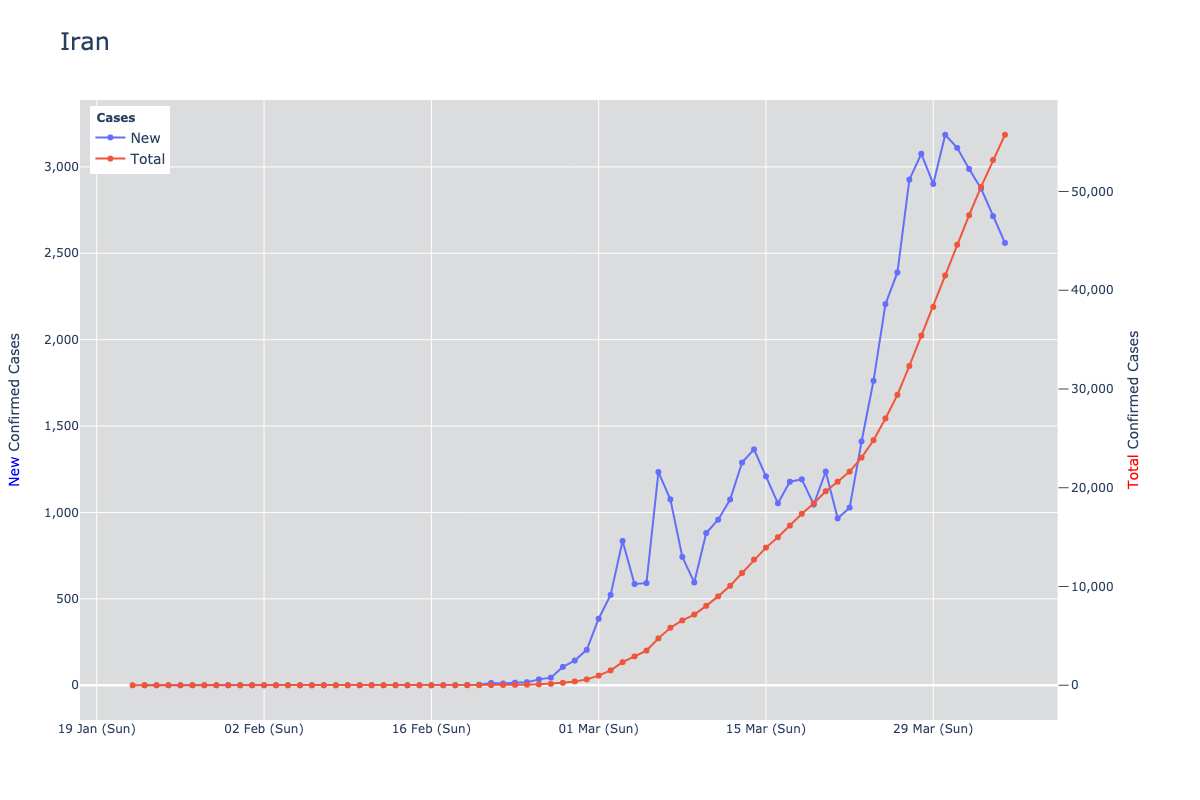 Iran
Cases
New
Total
3,000
2,500
2,000
1,500
1,000
500
0
50,000
40,000
30,000
20,000
10,000
0
New Confirmed Cases
Total Confirmed Cases
19 Jan (Sun)
02 Feb (Sun)
16 Feb (Sun)
01 Mar (Sun)
15 Mar (Sun)
29 Mar (Sun)